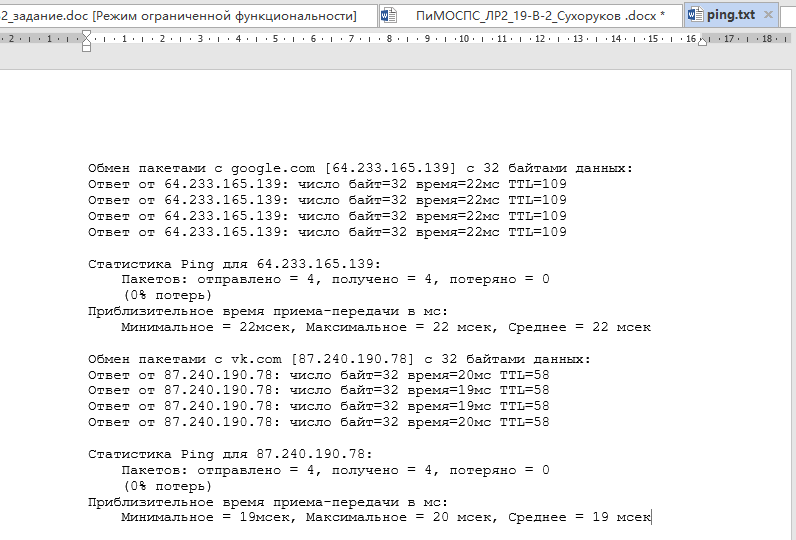 2_задание.doc [Режим ограниченной функциональности]
ПиМОСПС_ЛР2_19-В-2_Сухоруков .docx *
ping.txt
2 1 1 2 3 4 5 6 7 8 9 10 11 12 13 14 15 16 17 18
Обмен пакетами с google.com [64.233.165.139] с 32 байтами данных:
Ответ от 64.233.165.139: число байт=32 время=22мс TTL=109
Ответ от 64.233.165.139: число байт=32 время=22мс TTL=109
Ответ от 64.233.165.139: число байт=32 время=22мс TTL=109
Ответ от 64.233.165.139: число байт=32 время=22мс TTL=109
Статистика Ping для 64.233.165.139:
Пакетов: отправлено = 4, получено = 4, потеряно = 0
(0% потерь)
Приблизительное время приема-передачи в мс:
Минимальное = 22мсек, Максимальное = 22 мсек, Среднее = 22 мсек
Обмен пакетами с vk.com [87.240.190.78] с 32 байтами данных:
Ответ от 87.240.190.78: число байт=32 время=20мс TTL=58
Ответ от 87.240.190.78: число байт=32 время=19мс TTL=58
Ответ от 87.240.190.78: число байт=32 время=19мс TTL=58
Ответ от 87.240.190.78: число байт=32 время=20мс TTL=58
Статистика Ping для 87.240.190.78:
Пакетов: отправлено = 4, получено = 4, потеряно = 0
(0% потерь)
Приблизительное время приема-передачи в мс:
Минимальное = 19мсек, Максимальное = 20 мсек, Среднее = 19 мсек